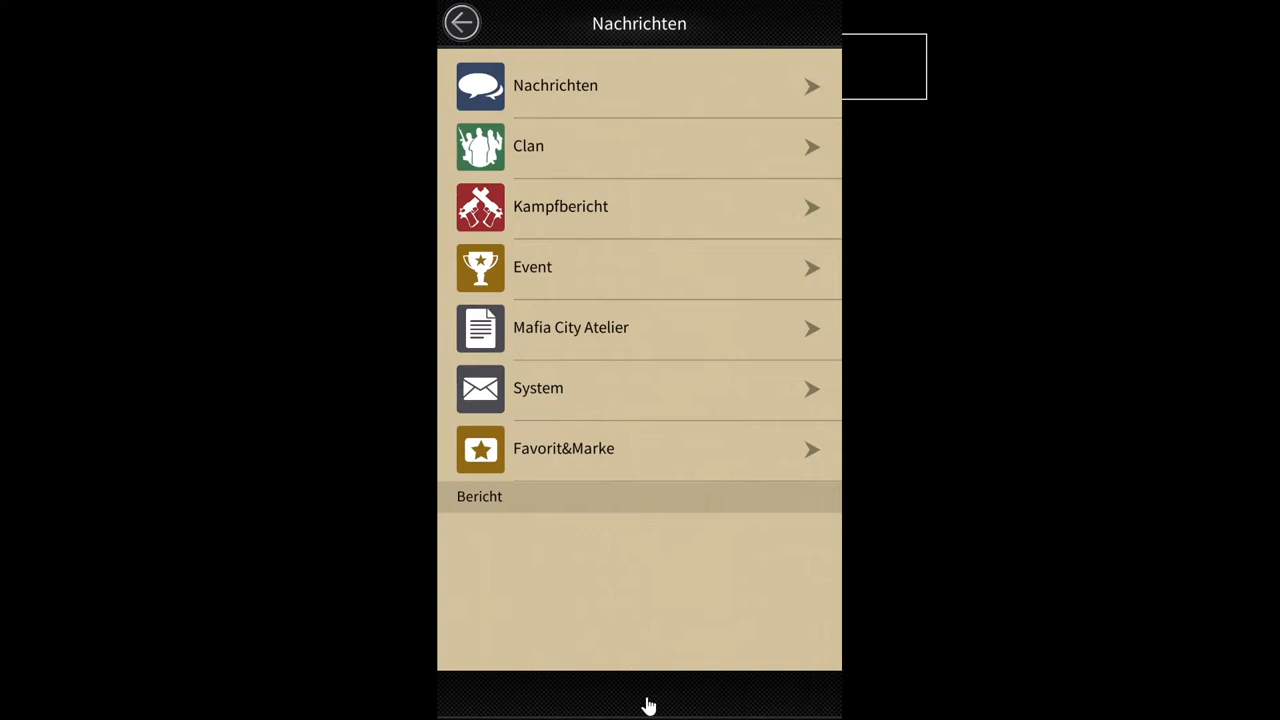 Nachrichten
Nachrichten
Clan
Kampfbericht
Event
Mafia City Atelier
System
Favorit&Marke
Bericht